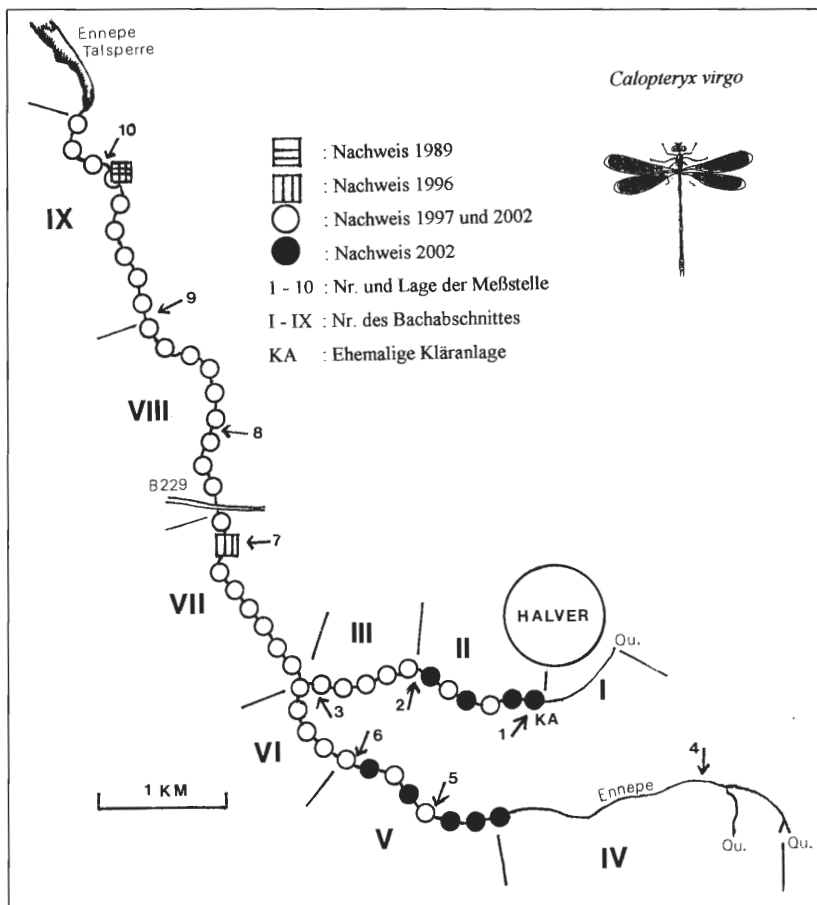 Ennepe
Talsperre
Calopteryx virgo
: Nachweis 1989
: Nachweis 1996
: Nachweis 1997 und 2002
: Nachweis 2002
1 - 10 : Nr. und Lage der Meßstelle
I - IX : Nr. des Bachabschnittes
KA : Ehemalige Kläranlage
10
IX
9
VIII
8
B229
7
VII
HALVER
III
II
Qu.
I
3
2
1
KA
VI
6
5
4
1 KM
Ennepe
V
IV
Qu.
Qu.